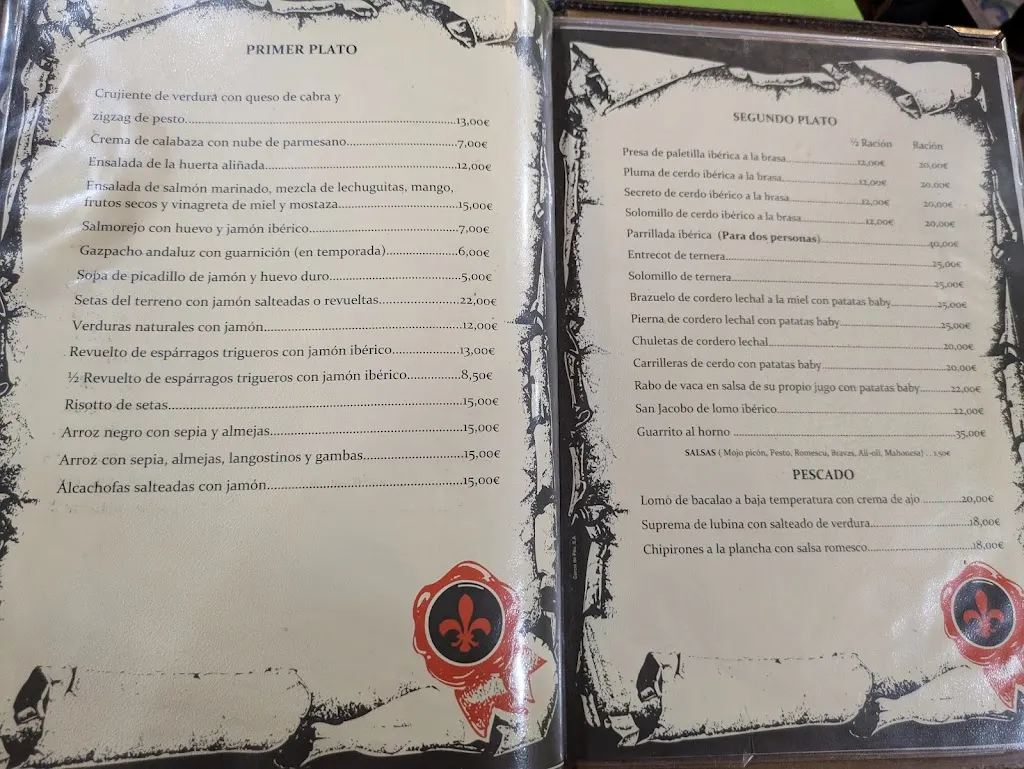 PRIMER PLATO
Crujiente de verdura con queso de cabra y
zigzag de pesto 13,00€
Crema de calabaza con nube de parmesano 7,00€
Ensalada de la huerta aliñada 12,00€
Ensalada de salmón marinado, mezcla de lechuguitas, mango,
frutos secos y vinagreta de miel y mostaza 15,00€
Salmorejo con huevo y jamón ibérico 7,00€
Gazpacho andaluz con guarnición (en temporada) 6,00€
Sopa de picadillo de jamón y huevo duro 5,00€
Setas del terreno con jamón salteadas o revueltas 22,00€
Verduras naturales con jamón 12,00€
Revuelto de espárragos trigueros con jamón ibérico 13,00€
½ Revuelto de espárragos trigueros con jamón ibérico 8,50€
Risotto de setas 15,00€
Arroz negro con sepia y almejas 15,00€
Arroz con sepia, almejas, langostinos y gambas 15,00€
Alcachofas salteadas con jamón 15,00€
SEGUNDO PLATO
½ Ración Ración
Presa de paletilla ibérica a la brasa 12,00€ 20,00€
Pluma de cerdo ibérico a la brasa 12,00€ 20,00€
Secreto de cerdo ibérico a la brasa 12,00€ 20,00€
Solomillo de cerdo ibérico a la brasa 12,00€ 20,00€
Parrillada ibérica (Para dos personas) 40,00€
Entrecot de ternera 25,00€
Solomillo de ternera 25,00€
Brazuelo de cordero lechal a la miel con patatas baby 25,00€
Pierna de cordero lechal con patatas baby 25,00€
Chuletas de cordero lechal 20,00€
Carrilleras de cerdo con patatas baby 20,00€
Rabo de vaca en salsa de su propio jugo con patatas baby 22,00€
San Jacobo de lomo ibérico 22,00€
Guarrito al horno 35,00€
SALSAS ( Mojo picón, Pesto, Romescu, Bravas, Ali-oli, Mahonesa) . . 1.50€
PESCADO
Lomo de bacalao a baja temperatura con crema de ajo 20,00€
Suprema de lubina con salteado de verdura 18,00€
Chipirones a la plancha con salsa romesco 18,00€